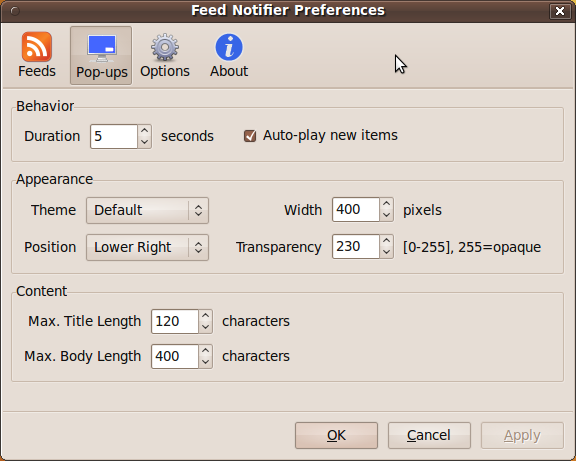 Feed Notifier Preferences
Feeds Pop-ups Options About
Behavior
Duration 5 seconds Auto-play new items
Appearance
Theme Default Width 400 pixels
Position Lower Right Transparency 230 [0-255], 255=opaque
Content
Max. Title Length 120 characters
Max. Body Length 400 characters
OK Cancel Apply